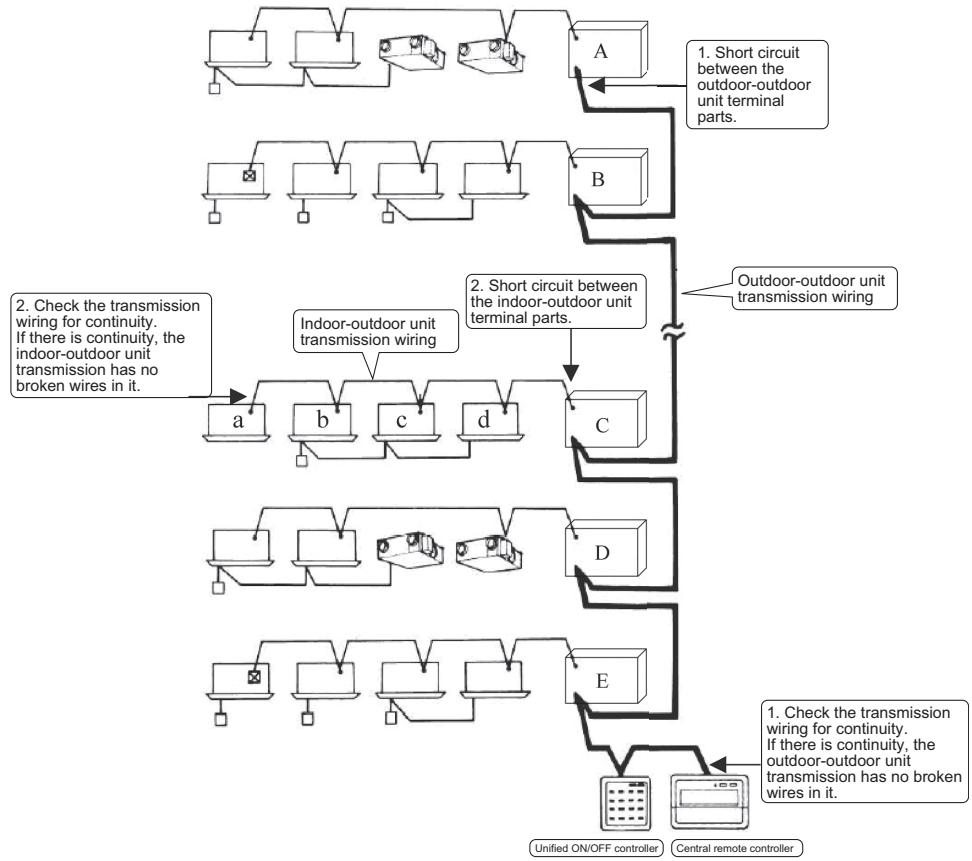 A
1. Short circuit
between the
outdoor-outdoor
unit terminal
parts.
B
Outdoor-outdoor unit
transmission wiring
2. Check the transmission
wiring for continuity.
If there is continuity, the
indoor-outdoor unit
transmission has no
broken wires in it.
Indoor-outdoor unit
transmission wiring
2. Short circuit between
the indoor-outdoor unit
terminal parts.
a
b
c
d
C
D
E
1. Check the transmission
wiring for continuity.
If there is continuity, the
outdoor-outdoor unit
transmission has no broken
wires in it.
Unified ON/OFF controller
Central remote controller